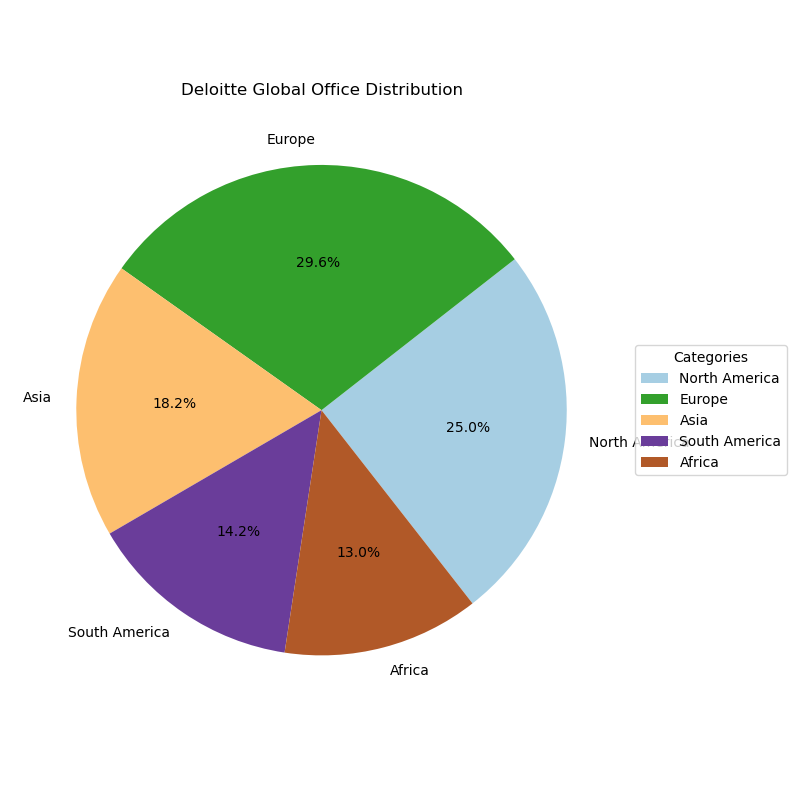 Deloitte Global Office Distribution
Europe
29.6%
Asia
18.2%
25.0%
North America
14.2%
13.0%
South America
Africa
Categories
North America
Europe
Asia
South America
Africa